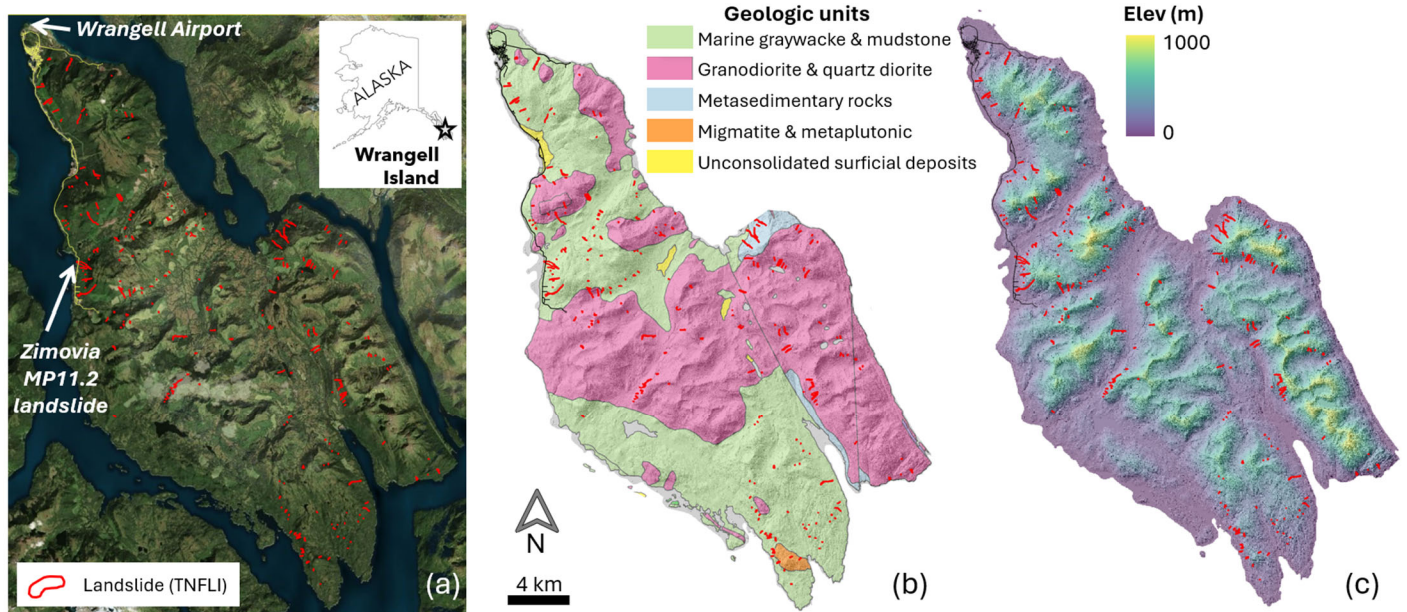 Wrangell Airport
ALASKA
Wrangell
Island
Zimovia
MP11.2
landslide
Landslide (TNFLI)
(a)
Geologic units
Marine graywacke & mudstone
Granodiorite & quartz diorite
Metasedimentary rocks
Migmatite & metaplutonic
Unconsolidated surficial deposits
N
4 km
(b)
Elev (m)
1000
0
(c)